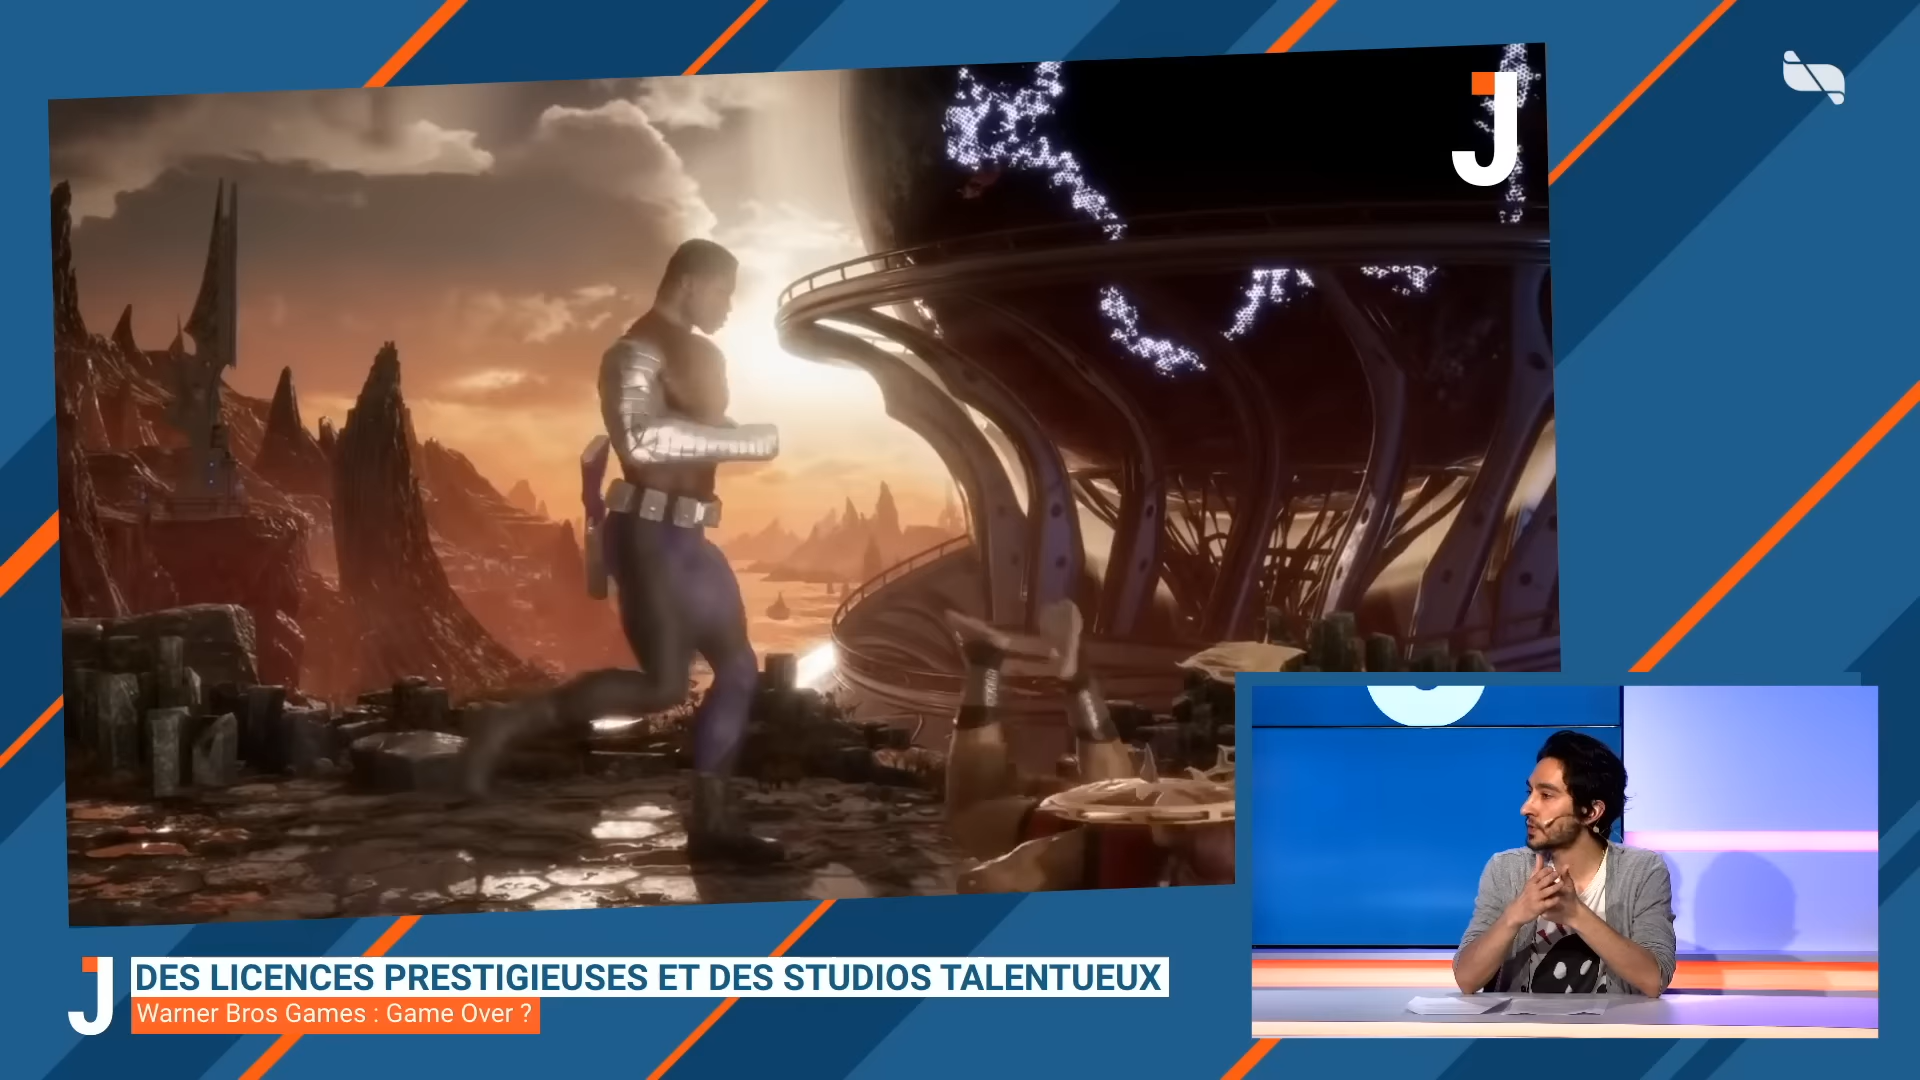 J
J
DES LICENCES PRESTIGIEUSES ET DES STUDIOS TALENTUEUX
Warner Bros Games : Game Over ?